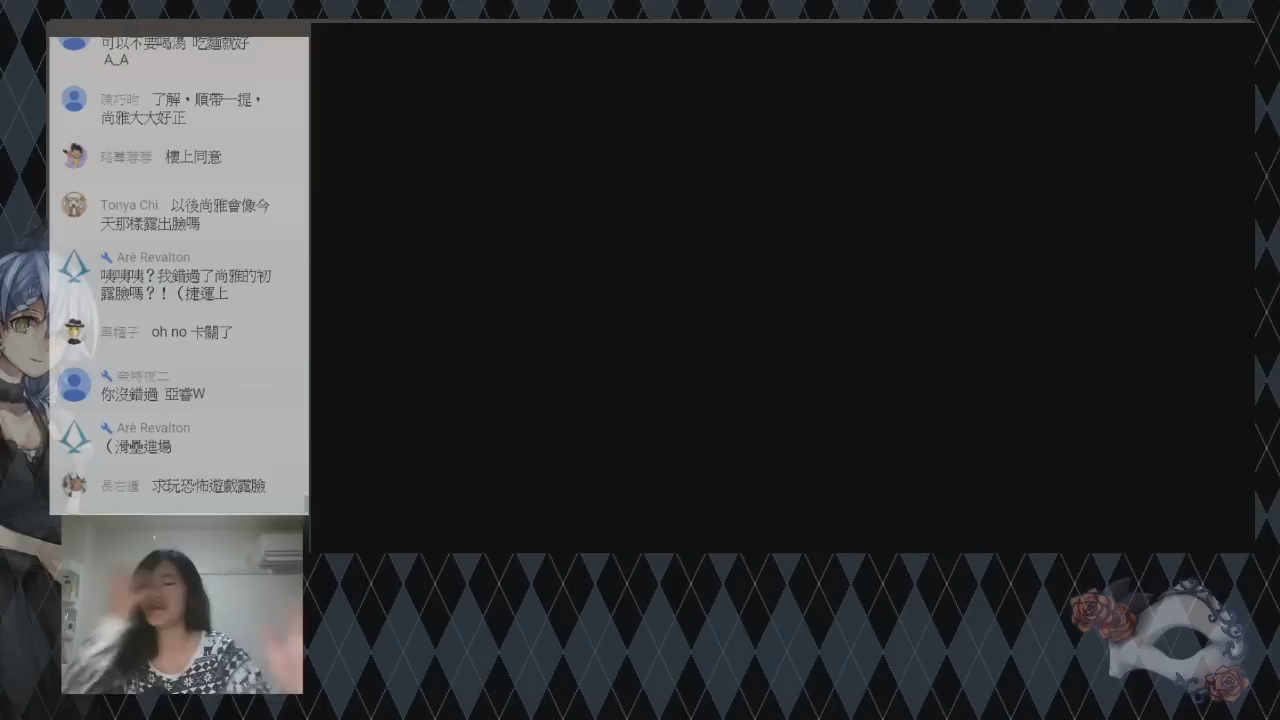 可以不要喝湯 吃麵就好
A_A
陳巧昀 了解，順帶一提，
尚雅大大好正
樓上同意
Tonya Chi 以後尚雅會像今
天那樣露出臉嗎
Arè Revalton
咦咦咦？我錯過了尚雅的初
露臉嗎？！（捷運上
黑帽子 oh no 卡關了
奈特夜二
你沒錯過 亞睿W
Arè Revalton
（滑壘進場
長右鍾 求玩恐怖遊戲露臉